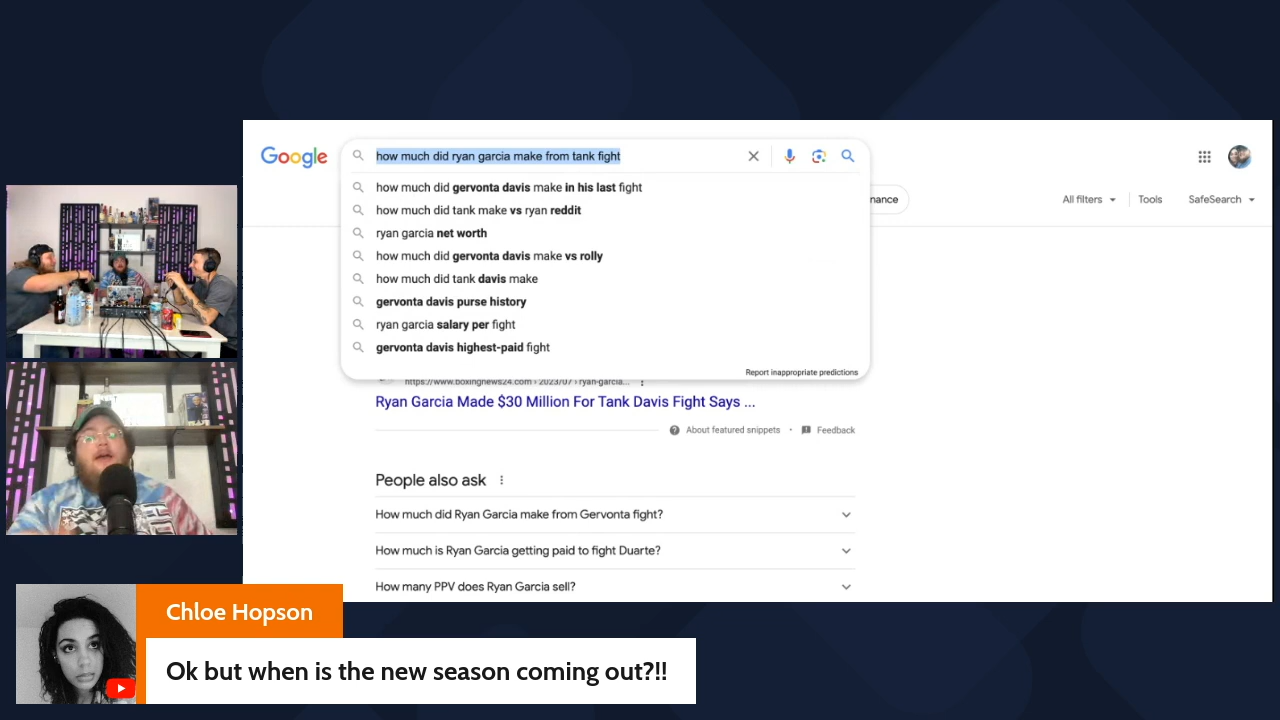 Google
how much did ryan garcia make from tank fight
how much did gervonta davis make in his last fight
how much did tank make vs ryan reddit
ryan garcia net worth
how much did gervonta davis make vs rolly
how much did tank davis make
gervonta davis purse history
ryan garcia salary per fight
gervonta davis highest-paid fight
Report inappropriate predictions
nance
All filters
Tools
SafeSearch
https://www.boxingnews24.com › 2023/07 › ryan-garcia...
Ryan Garcia Made $30 Million For Tank Davis Fight Says ...
About featured snippets • Feedback
People also ask
How much did Ryan Garcia make from Gervonta fight?
How much is Ryan Garcia getting paid to fight Duarte?
How many PPV does Ryan Garcia sell?
Chloe Hopson
Ok but when is the new season coming out?!!